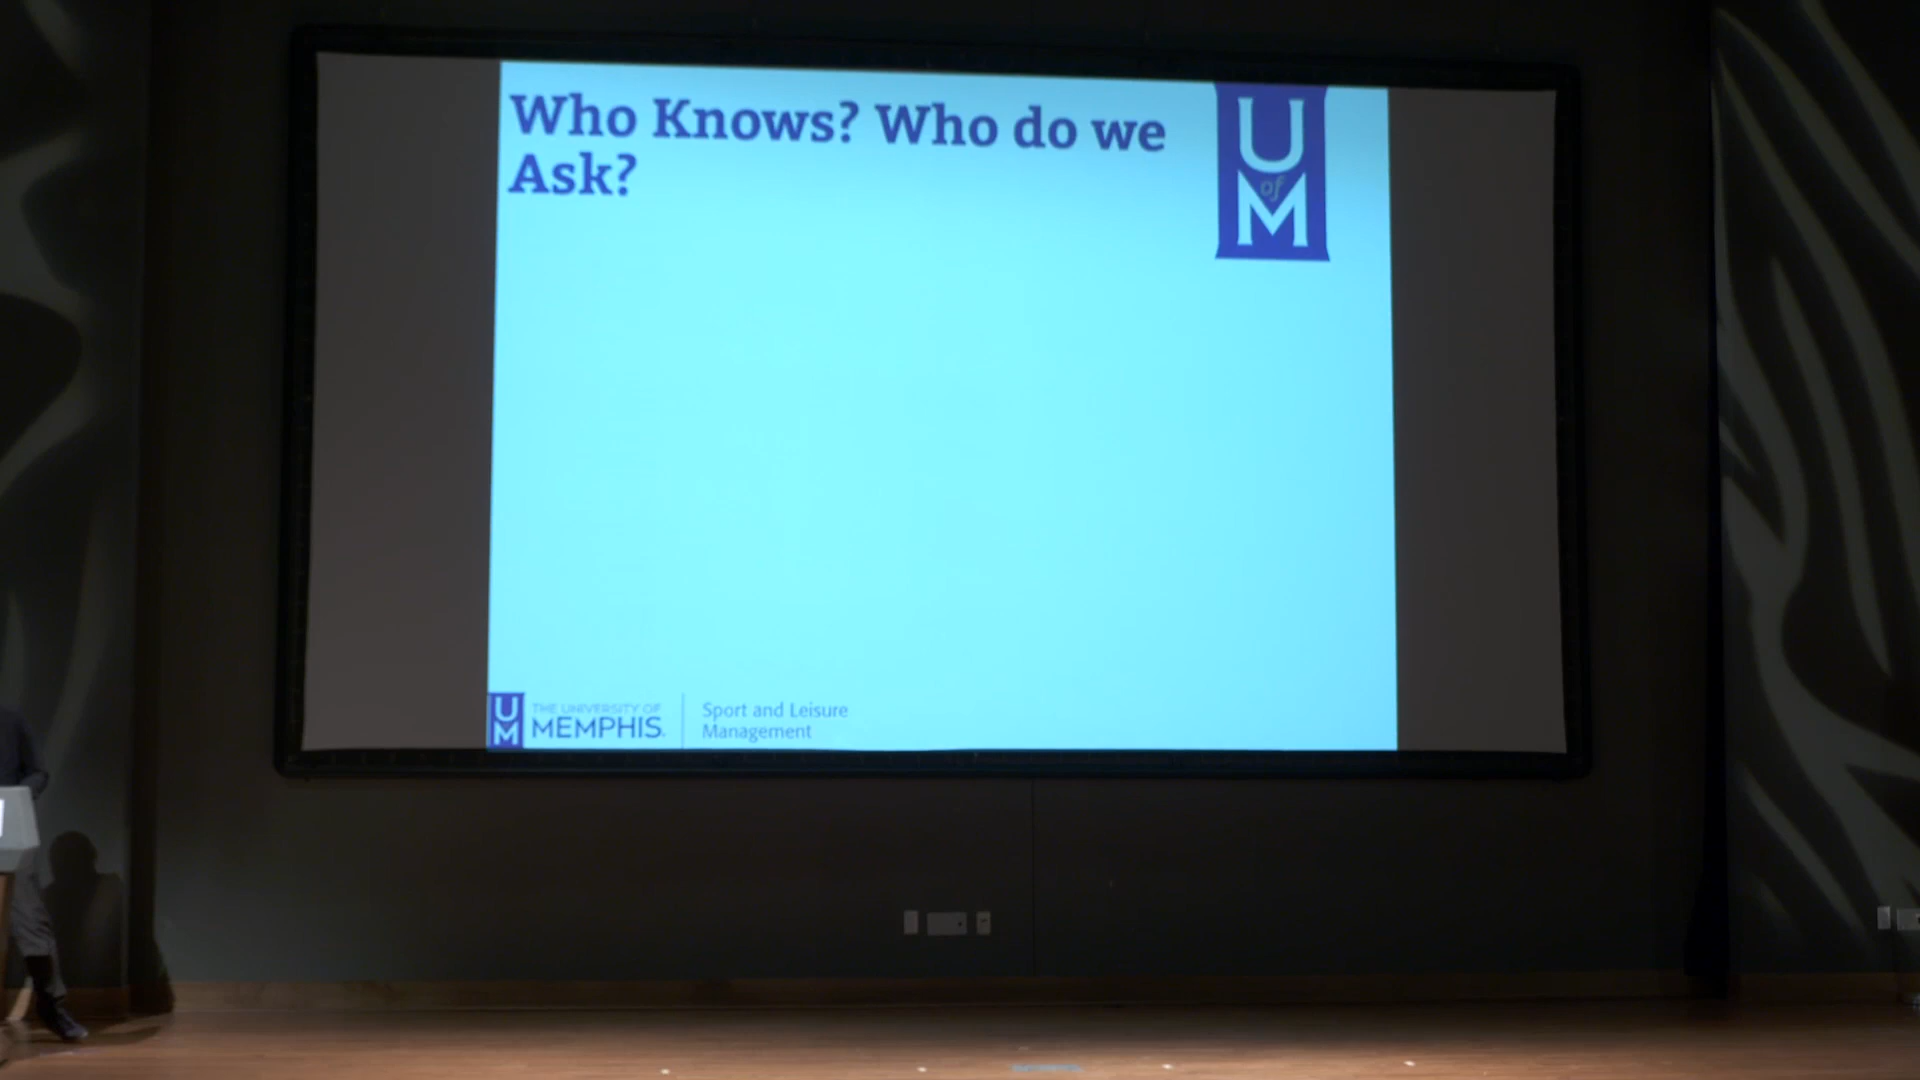 Who Knows? Who do we
Ask?
U
of
M
U
M
THE UNIVERSITY OF
MEMPHIS.
Sport and Leisure
Management